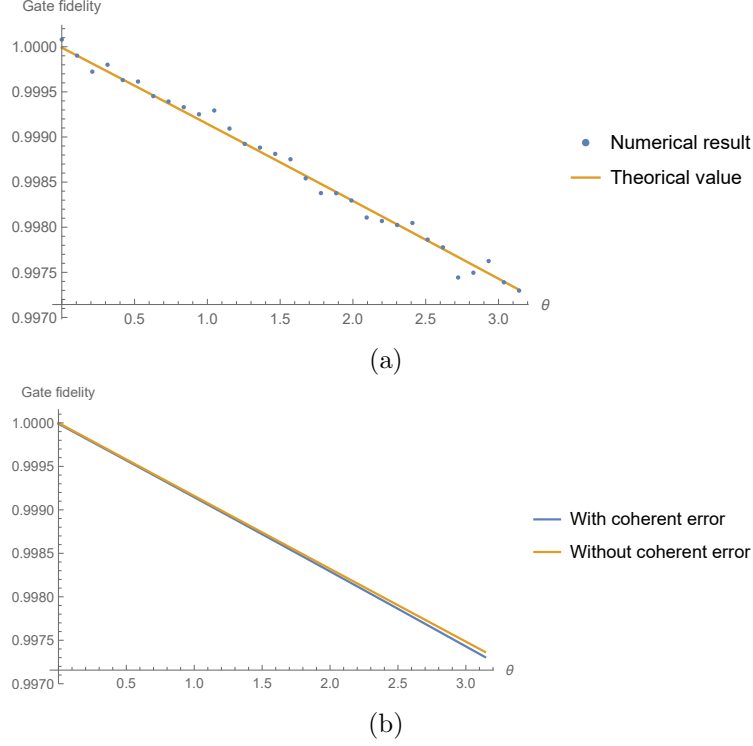 Gate fidelity
1.0000
0.9995
0.9990
0.9985
0.9980
0.9975
0.9970
0.5 1.0 1.5 2.0 2.5 3.0 θ
Numerical result
Theorical value
(a)
Gate fidelity
1.0000
0.9995
0.9990
0.9985
0.9980
0.9975
0.9970
0.5 1.0 1.5 2.0 2.5 3.0 θ
With coherent error
Without coherent error
(b)